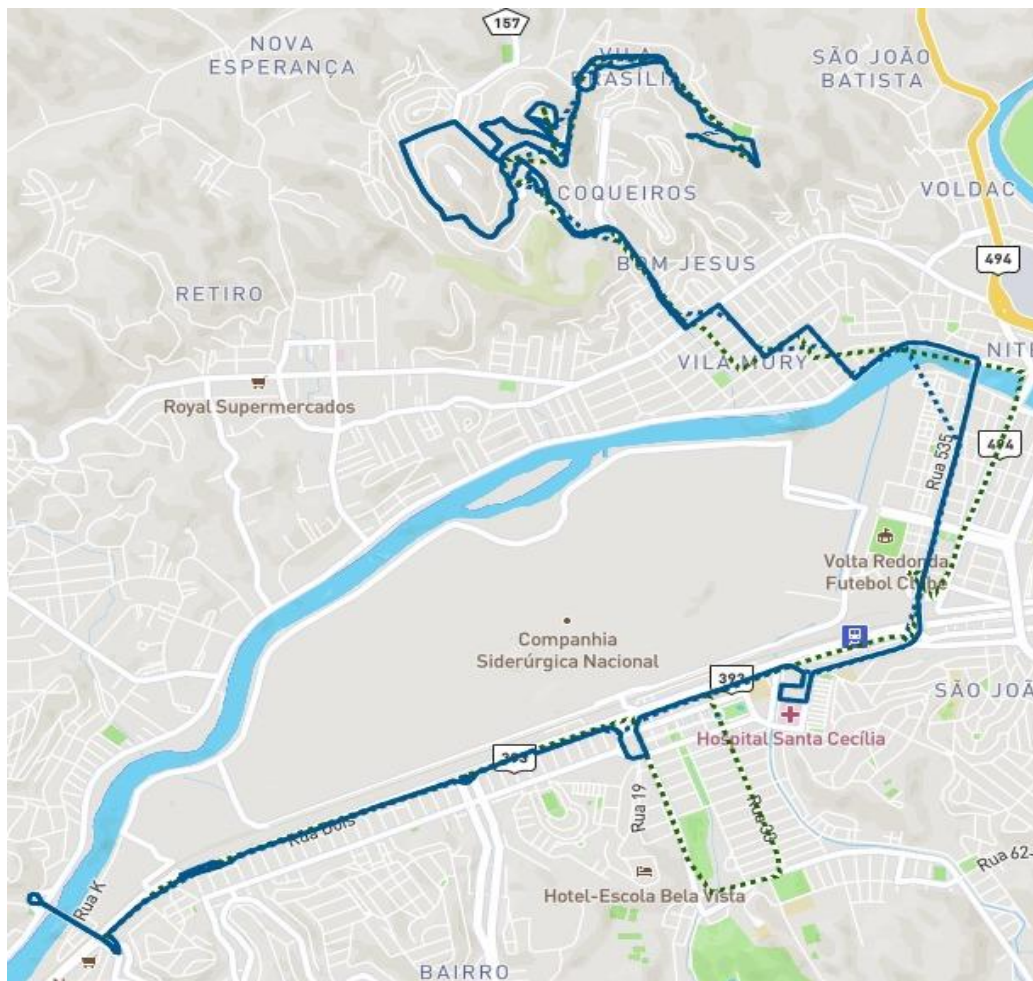 157
NOVA
ESPERANÇA
VILA
BRASÍLIA
SÃO JOÃO
BATISTA
COQUEIROS
VOLDAC
BOM JESUS
494
RETIRO
VILA MURY
NITE
Royal Supermercados
Rua 535
494
Volta Redonda
Futebol Clube
Companhia
Siderúrgica Nacional
393
SÃO JOÃ
Hospital Santa Cecília
393
Rua 19
Rua Dois
Rua 33
Rua 62-
Hotel-Escola Bela Vista
Rua K
BAIRRO